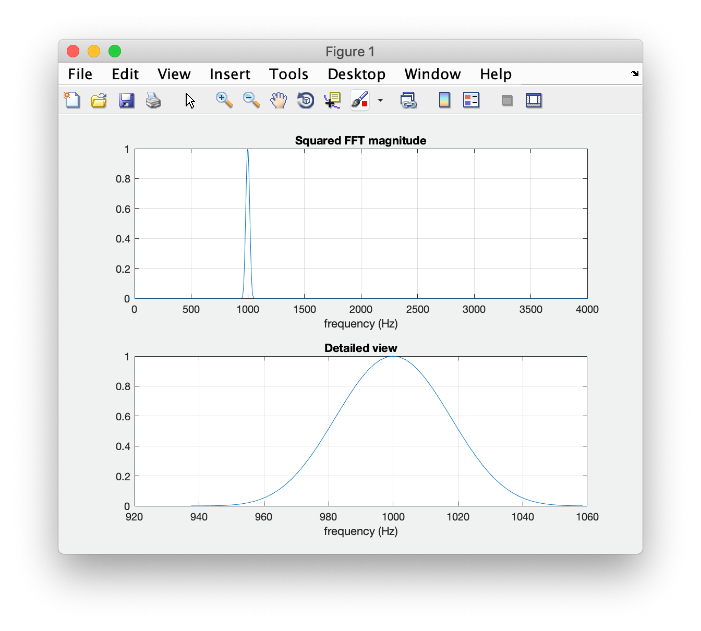 Figure 1
File Edit View Insert Tools Desktop Window Help
Squared FFT magnitude
1
0.8
0.6
0.4
0.2
0
0 500 1000 1500 2000 2500 3000 3500 4000
frequency (Hz)
Detailed view
1
0.8
0.6
0.4
0.2
0
920 940 960 980 1000 1020 1040 1060
frequency (Hz)